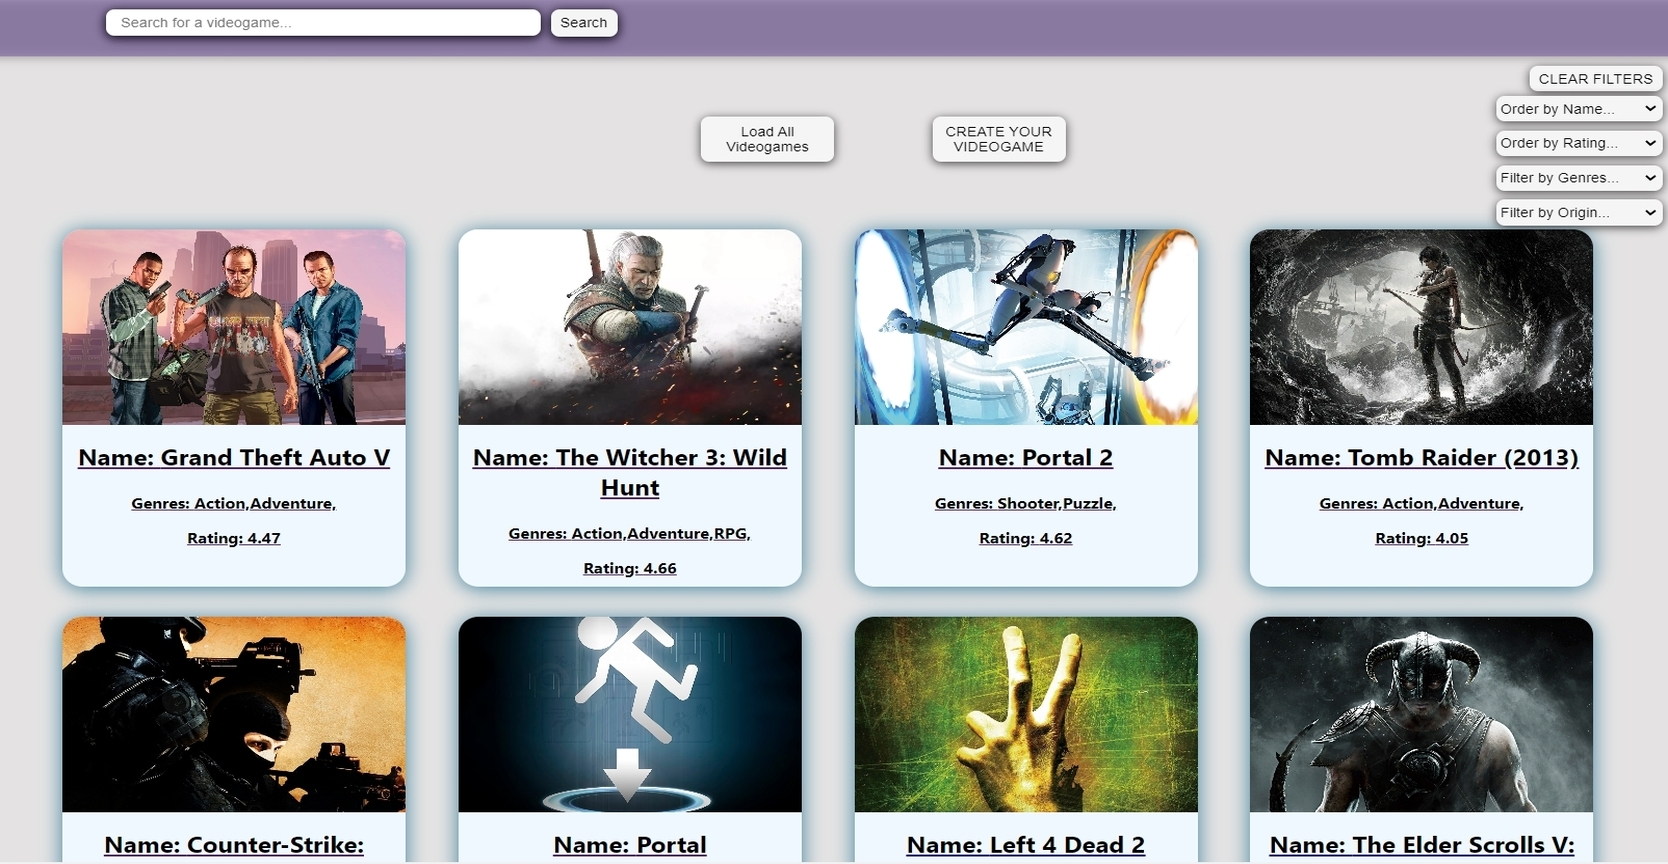 Search for a videogame...
Search
CLEAR FILTERS
Order by Name...
Load All
Videogames
CREATE YOUR
VIDEOGAME
Order by Rating...
Filter by Genres...
Filter by Origin...
Name: Grand Theft Auto V
Genres: Action,Adventure,
Rating: 4.47
Name: The Witcher 3: Wild
Hunt
Genres: Action,Adventure,RPG,
Rating: 4.66
Name: Portal 2
Genres: Shooter,Puzzle,
Rating: 4.62
Name: Tomb Raider (2013)
Genres: Action,Adventure,
Rating: 4.05
Name: Counter-Strike:
Name: Portal
Name: Left 4 Dead 2
Name: The Elder Scrolls V: